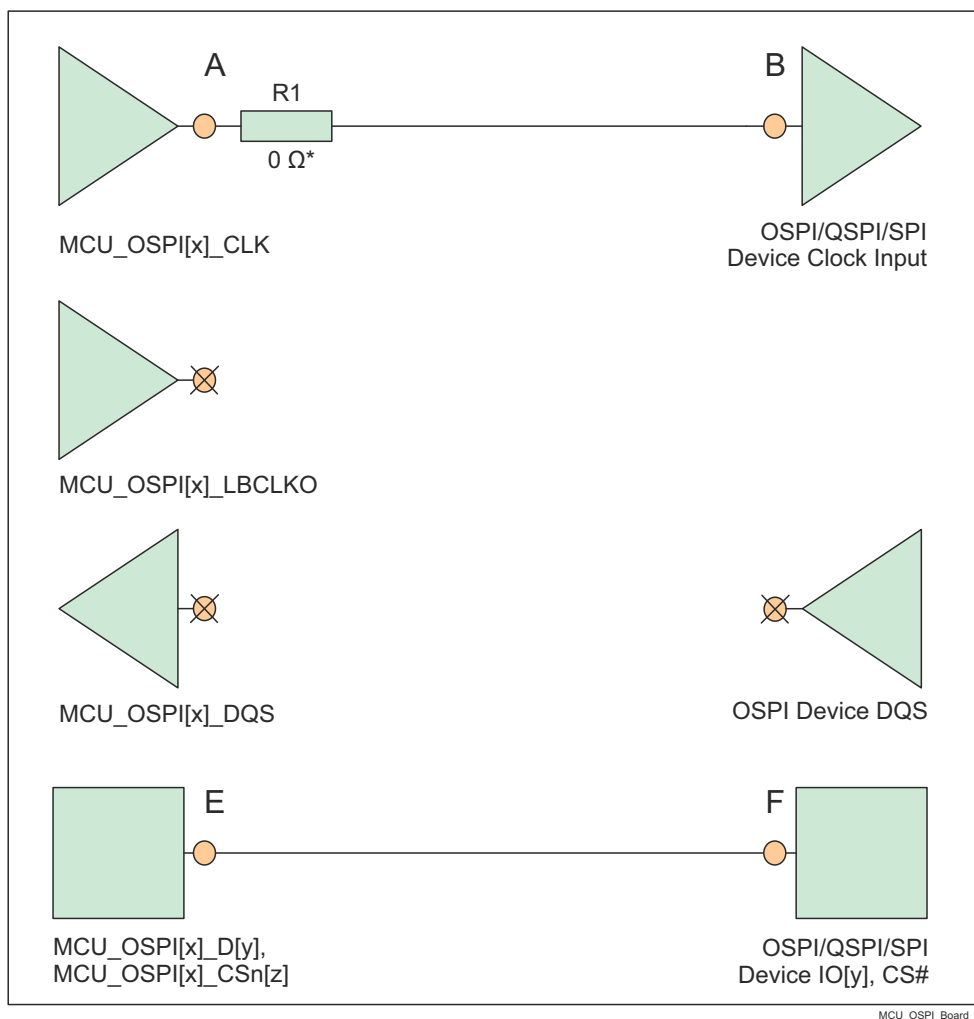 A
B
R1
0 Ω*
MCU_OSPI[x]_CLK
OSPI/QSPI/SPI
Device Clock Input
MCU_OSPI[x]_LBCLKO
MCU_OSPI[x]_DQS
OSPI Device DQS
E
F
MCU_OSPI[x]_D[y],
MCU_OSPI[x]_CSn[z]
OSPI/QSPI/SPI
Device IO[y], CS#
MCU_OSPI_Board